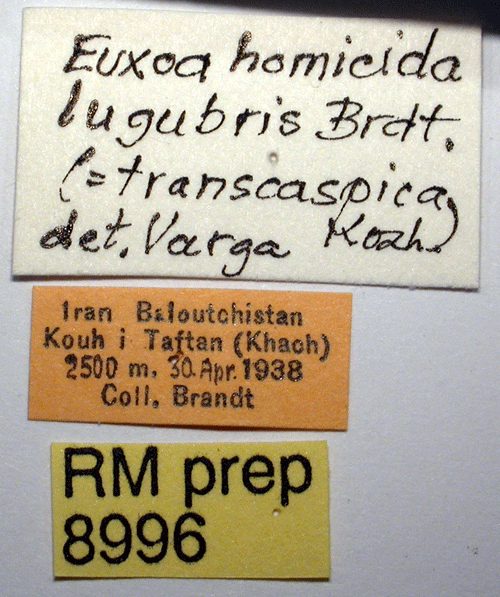 Euxoa homicida
lugubris Brdt.
(=transcaspica
det. Varga Kozh.)
Iran Baloutchistan
Kouh i Taftan (Khach)
2500 m. 30. Apr. 1938
Coll. Brandt
RM prep
8996